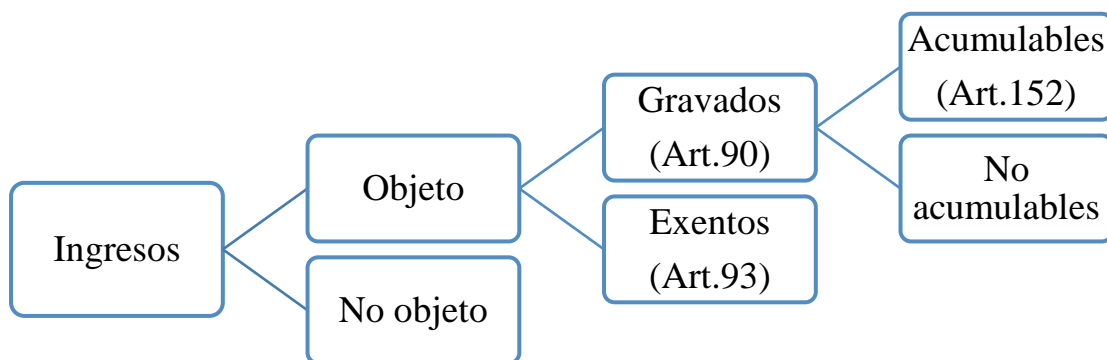 Ingresos
Objeto
No objeto
Gravados
(Art.90)
Exentos
(Art.93)
Acumulables
(Art.152)
No
acumulables